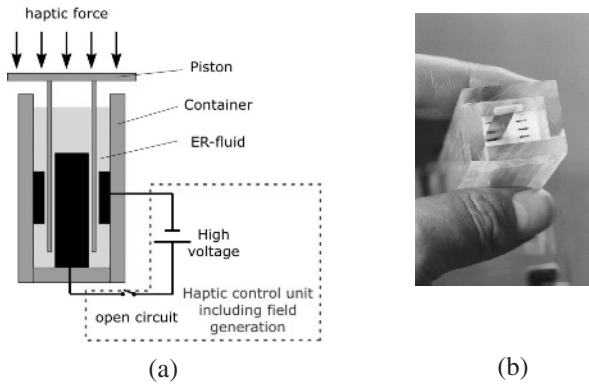 haptic force
Piston
Container
ER-fluid
High
voltage
Haptic control unit
including field
generation
open circuit
(a)
(b)